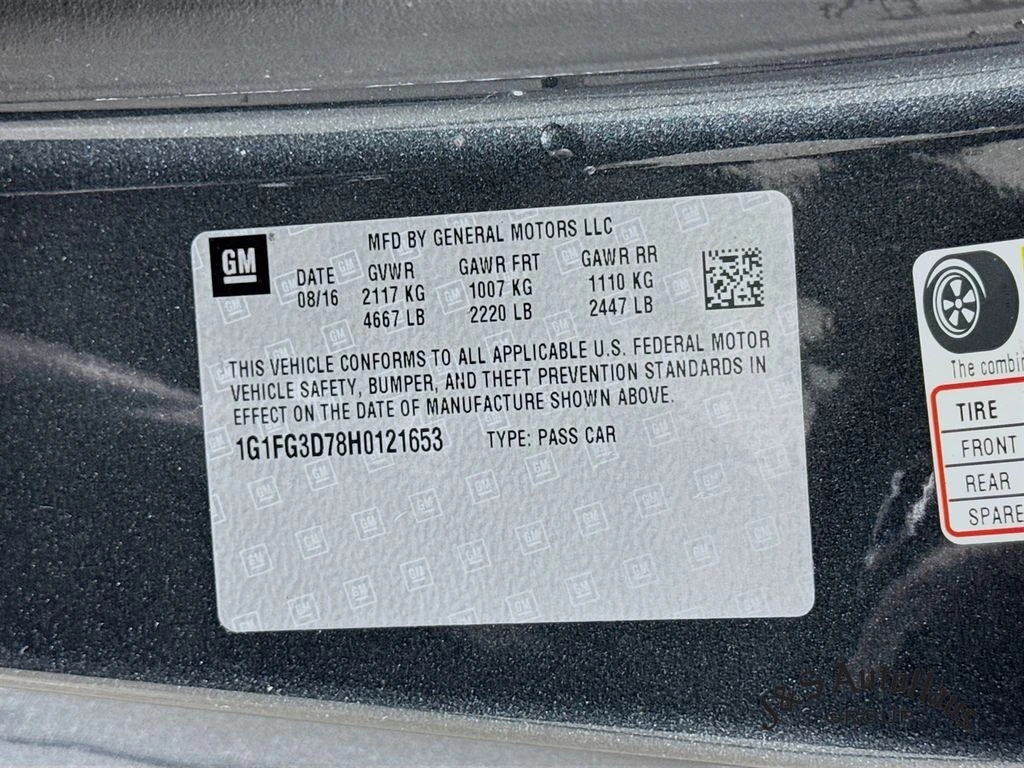 GM
MFD BY GENERAL MOTORS LLC
DATE GVWR GAWR FRT GAWR RR
08/16 2117 KG 1007 KG 1110 KG
4667 LB 2220 LB 2447 LB
THIS VEHICLE CONFORMS TO ALL APPLICABLE U.S. FEDERAL MOTOR
VEHICLE SAFETY, BUMPER, AND THEFT PREVENTION STANDARDS IN
EFFECT ON THE DATE OF MANUFACTURE SHOWN ABOVE.
1G1FG3D78H0121653 TYPE: PASS CAR
The combin
TIRE
FRONT
REAR
SPARE
J&S AutoHaus
GROUP